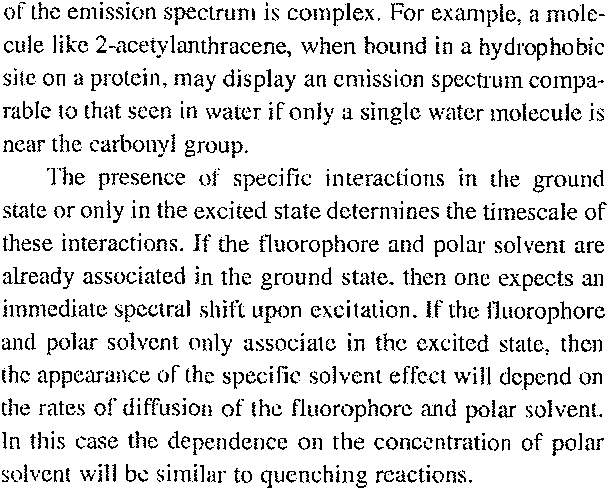 of the emission spectrum is complex. For example, a mole-
cule like 2-acetylanthracene, when bound in a hydrophobic
site on a protein, may display an emission spectrum compa-
rable to that seen in water if only a single water molecule is
near the carbonyl group.
The presence of specific interactions in the ground
state or only in the excited state determines the timescale of
these interactions. If the fluorophore and polar solvent are
already associated in the ground state, then one expects an
immediate spectral shift upon excitation. If the fluorophore
and polar solvent only associate in the excited state, then
the appearance of the specific solvent effect will depend on
the rates of diffusion of the fluorophore and polar solvent.
In this case the dependence on the concentration of polar
solvent will be similar to quenching reactions.